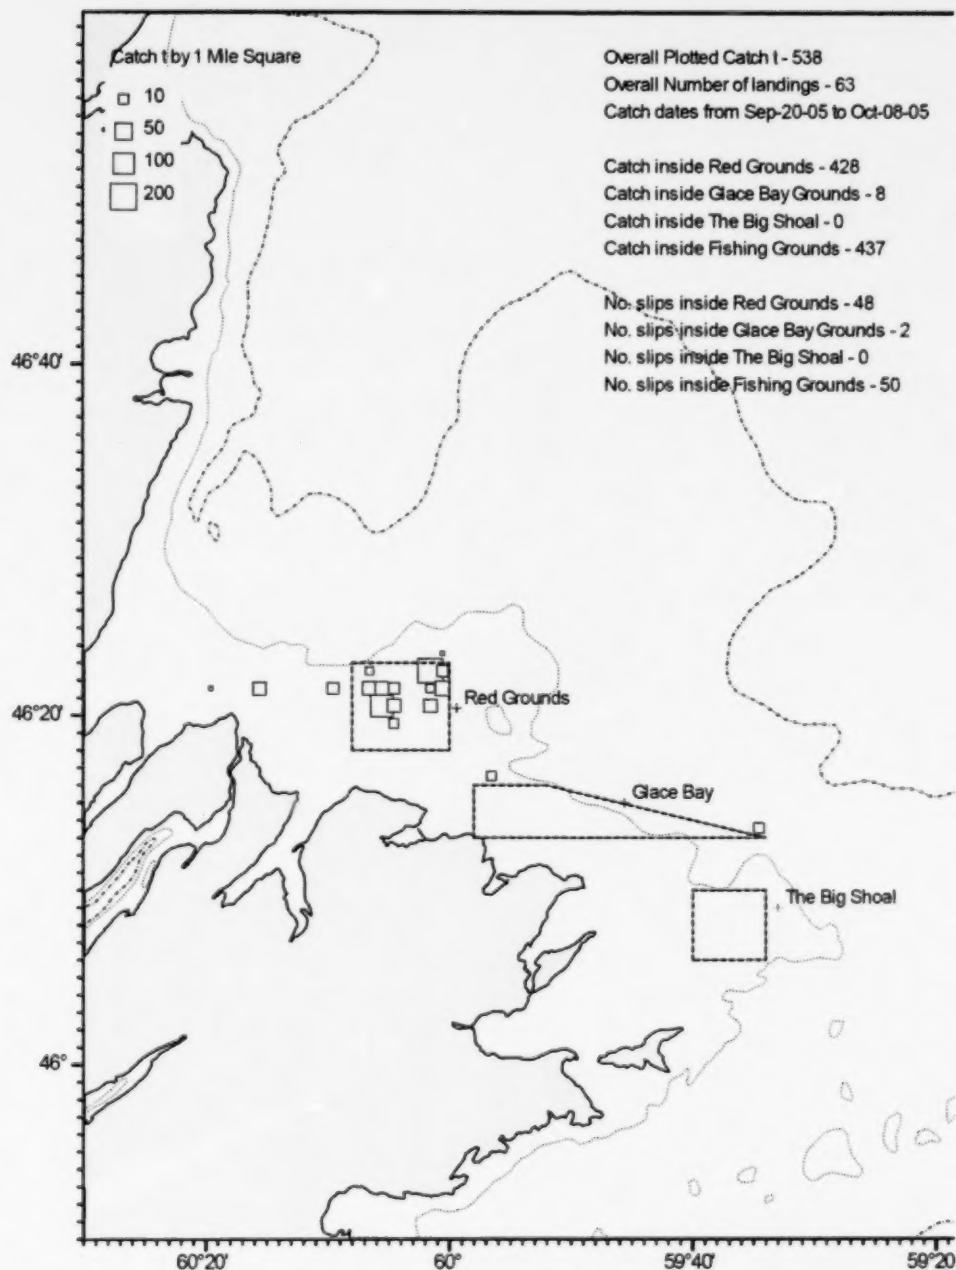 Catch t by 1 Mile Square
10
50
100
200
Overall Plotted Catch t - 538
Overall Number of landings - 63
Catch dates from Sep-20-05 to Oct-08-05
Catch inside Red Grounds - 428
Catch inside Glace Bay Grounds - 8
Catch inside The Big Shoal - 0
Catch inside Fishing Grounds - 437
No. slips inside Red Grounds - 48
No. slips inside Glace Bay Grounds - 2
No. slips inside The Big Shoal - 0
No. slips inside Fishing Grounds - 50
46°40'
46°20'
46°
Red Grounds
Glace Bay
The Big Shoal
60°20'
60°
59°40'
59°20'